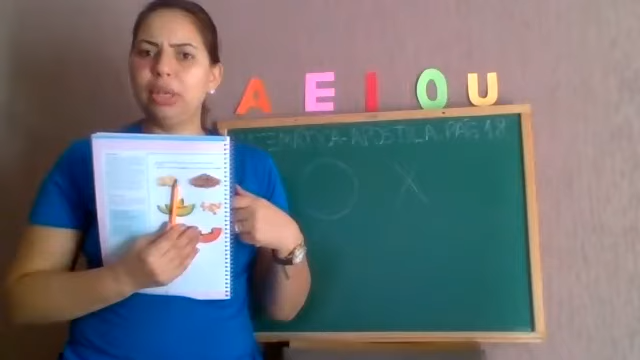 A E I O U
MATEMÁTICA-APOSTILA PÁG 18
X